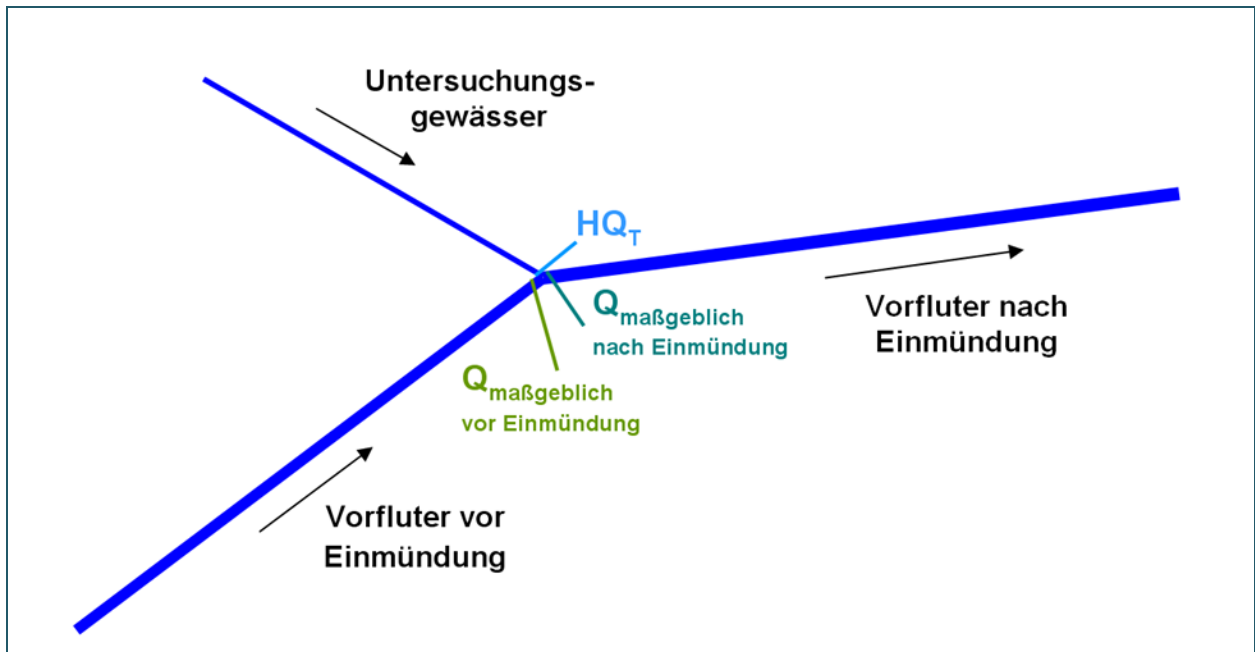 Untersuchungs-
gewässer
HQT
Qmaßgeblich
nach Einmündung
Vorfluter nach
Einmündung
Qmaßgeblich
vor Einmündung
Vorfluter vor
Einmündung